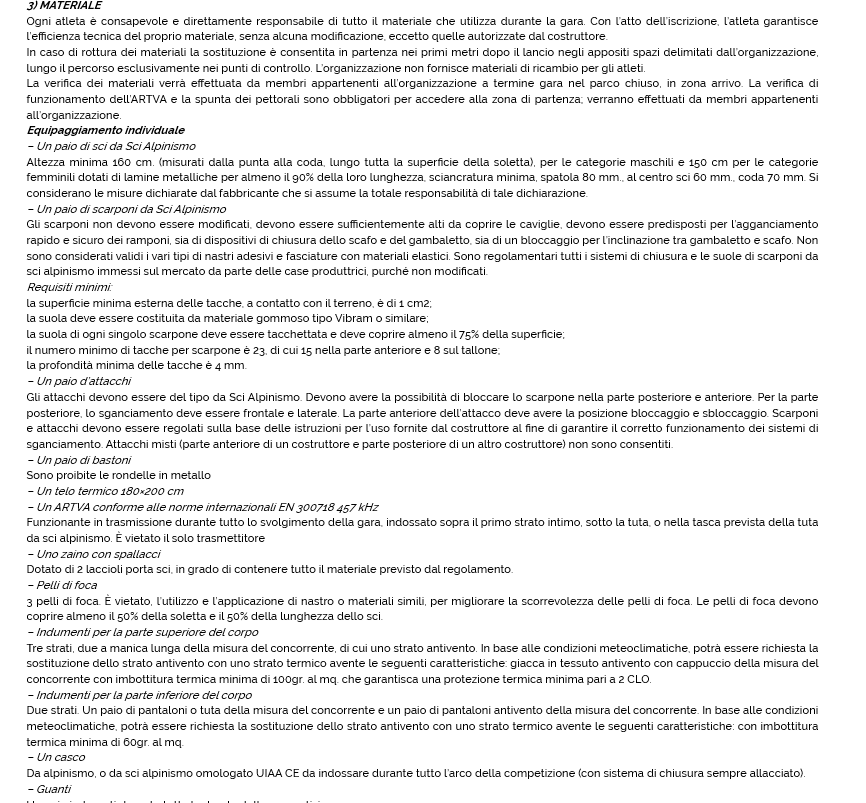 3) MATERIALE
Ogni atleta è consapevole e direttamente responsabile di tutto il materiale che utilizza durante la gara. Con l'atto dell'iscrizione, l'atleta garantisce
l'efficienza tecnica del proprio materiale, senza alcuna modificazione, eccetto quelle autorizzate dal costruttore.
In caso di rottura dei materiali la sostituzione è consentita in partenza nei primi metri dopo il lancio negli appositi spazi delimitati dall'organizzazione,
lungo il percorso esclusivamente nei punti di controllo. L'organizzazione non fornisce materiali di ricambio per gli atleti.
La verifica dei materiali verrà effettuata da membri appartenenti all'organizzazione a termine gara nel parco chiuso, in zona arrivo. La verifica di
funzionamento dell'ARTVA e la spunta dei pettorali sono obbligatori per accedere alla zona di partenza; verranno effettuati da membri appartenenti
all'organizzazione.
Equipaggiamento individuale
– Un paio di sci da Sci Alpinismo
Altezza minima 160 cm. (misurati dalla punta alla coda, lungo tutta la superficie della soletta), per le categorie maschili e 150 cm per le categorie
femminili dotati di lamine metalliche per almeno il 90% della loro lunghezza, sciancratura minima, spatola 80 mm., al centro sci 60 mm., coda 70 mm. Si
considerano le misure dichiarate dal fabbricante che si assume la totale responsabilità di tale dichiarazione.
– Un paio di scarponi da Sci Alpinismo
Gli scarponi non devono essere modificati, devono essere sufficientemente alti da coprire le caviglie, devono essere predisposti per l'agganciamento
rapido e sicuro dei ramponi, sia di dispositivi di chiusura dello scafo e del gambaletto, sia di un bloccaggio per l'inclinazione tra gambaletto e scafo. Non
sono considerati validi i vari tipi di nastri adesivi e fasciature con materiali elastici. Sono regolamentari tutti i sistemi di chiusura e le suole di scarponi da
sci alpinismo immessi sul mercato da parte delle case produttrici, purché non modificati.
Requisiti minimi:
la superficie minima esterna delle tacche, a contatto con il terreno, è di 1 cm2;
la suola deve essere costituita da materiale gommoso tipo Vibram o similare;
la suola di ogni singolo scarpone deve essere tacchettata e deve coprire almeno il 75% della superficie;
il numero minimo di tacche per scarpone è 23, di cui 15 nella parte anteriore e 8 sul tallone;
la profondità minima delle tacche è 4 mm.
– Un paio d'attacchi
Gli attacchi devono essere del tipo da Sci Alpinismo. Devono avere la possibilità di bloccare lo scarpone nella parte posteriore e anteriore. Per la parte
posteriore, lo sganciamento deve essere frontale e laterale. La parte anteriore dell'attacco deve avere la posizione bloccaggio e sbloccaggio. Scarponi
e attacchi devono essere regolati sulla base delle istruzioni per l'uso fornite dal costruttore al fine di garantire il corretto funzionamento dei sistemi di
sganciamento. Attacchi misti (parte anteriore di un costruttore e parte posteriore di un altro costruttore) non sono consentiti.
– Un paio di bastoni
Sono proibite le rondelle in metallo
– Un telo termico 180×200 cm
– Un ARTVA conforme alle norme internazionali EN 300718 457 kHz
Funzionante in trasmissione durante tutto lo svolgimento della gara, indossato sopra il primo strato intimo, sotto la tuta, o nella tasca prevista della tuta
da sci alpinismo. È vietato il solo trasmettitore
– Uno zaino con spallacci
Dotato di 2 laccioli porta sci, in grado di contenere tutto il materiale previsto dal regolamento.
– Pelli di foca
3 pelli di foca. È vietato, l'utilizzo e l'applicazione di nastro o materiali simili, per migliorare la scorrevolezza delle pelli di foca. Le pelli di foca devono
coprire almeno il 50% della soletta e il 50% della lunghezza dello sci.
– Indumenti per la parte superiore del corpo
Tre strati, due a manica lunga della misura del concorrente, di cui uno strato antivento. In base alle condizioni meteoclimatiche, potrà essere richiesta la
sostituzione dello strato antivento con uno strato termico avente le seguenti caratteristiche: giacca in tessuto antivento con cappuccio della misura del
concorrente con imbottitura termica minima di 100gr. al mq. che garantisca una protezione termica minima pari a 2 CLO.
– Indumenti per la parte inferiore del corpo
Due strati. Un paio di pantaloni o tuta della misura del concorrente e un paio di pantaloni antivento della misura del concorrente. In base alle condizioni
meteoclimatiche, potrà essere richiesta la sostituzione dello strato antivento con uno strato termico avente le seguenti caratteristiche: con imbottitura
termica minima di 60gr. al mq.
– Un casco
Da alpinismo, o da sci alpinismo omologato UIAA CE da indossare durante tutto l'arco della competizione (con sistema di chiusura sempre allacciato).
– Guanti